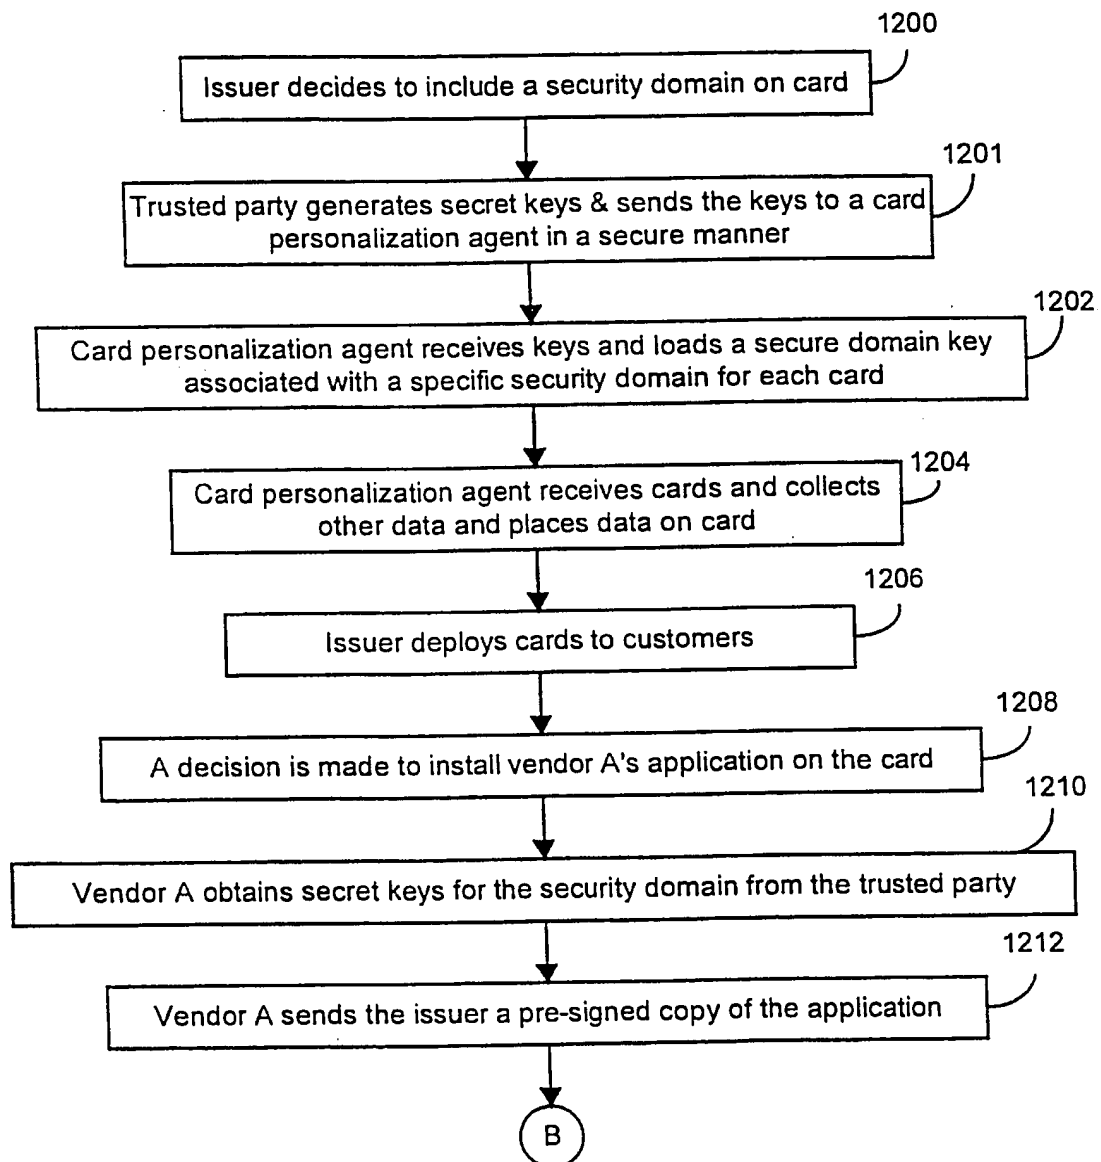 1200
Issuer decides to include a security domain on card
1201
Trusted party generates secret keys & sends the keys to a card
personalization agent in a secure manner
1202
Card personalization agent receives keys and loads a secure domain key
associated with a specific security domain for each card
1204
Card personalization agent receives cards and collects
other data and places data on card
1206
Issuer deploys cards to customers
1208
A decision is made to install vendor A's application on the card
1210
Vendor A obtains secret keys for the security domain from the trusted party
1212
Vendor A sends the issuer a pre-signed copy of the application
B